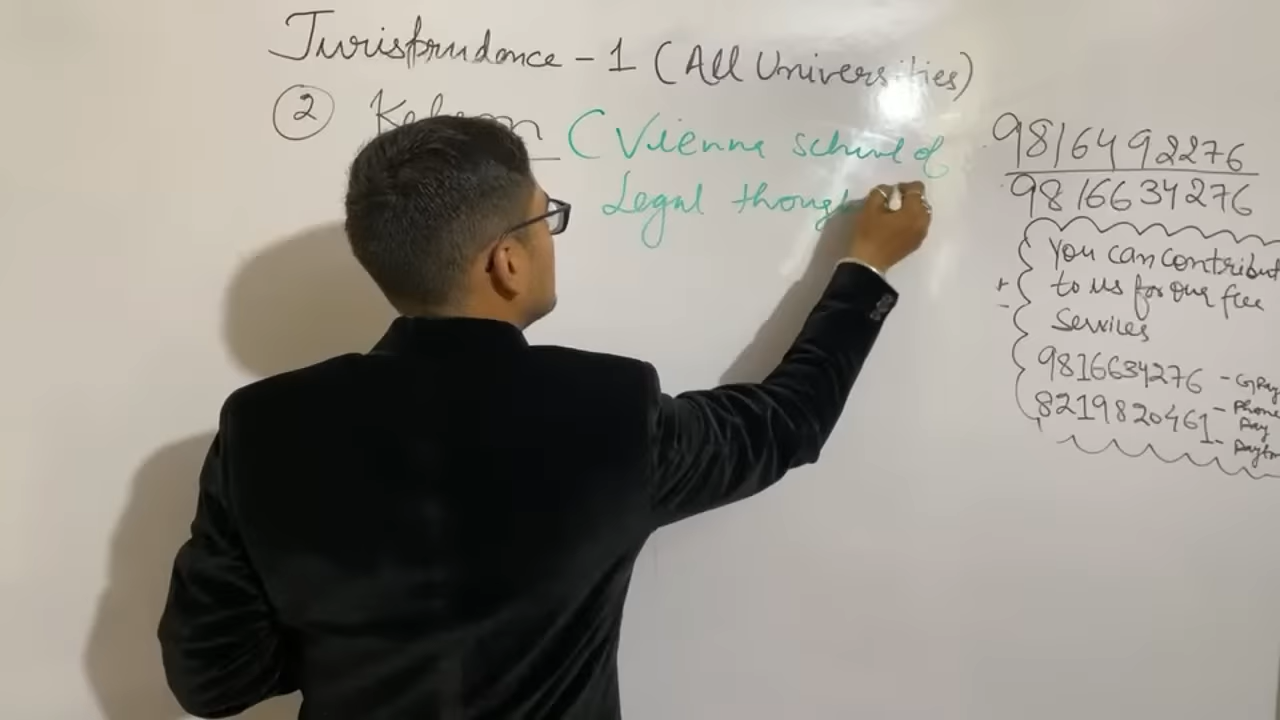 Jurisprudance - 1 (All Universities)
2
(Vienna school of
Legal though
9816492276
9816634276
You can contribut
to us for our free
Services
9816634276 - GPay
8219820461 - Phone
Pay
- Paytm